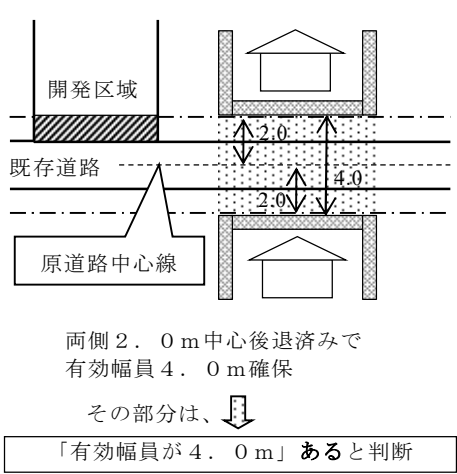 開発区域
2.0
既存道路
4.0
2.0
原道路中心線
両側2.0m中心後退済みで
有効幅員4.0m確保
その部分は、
「有効幅員が4.0m」あると判断